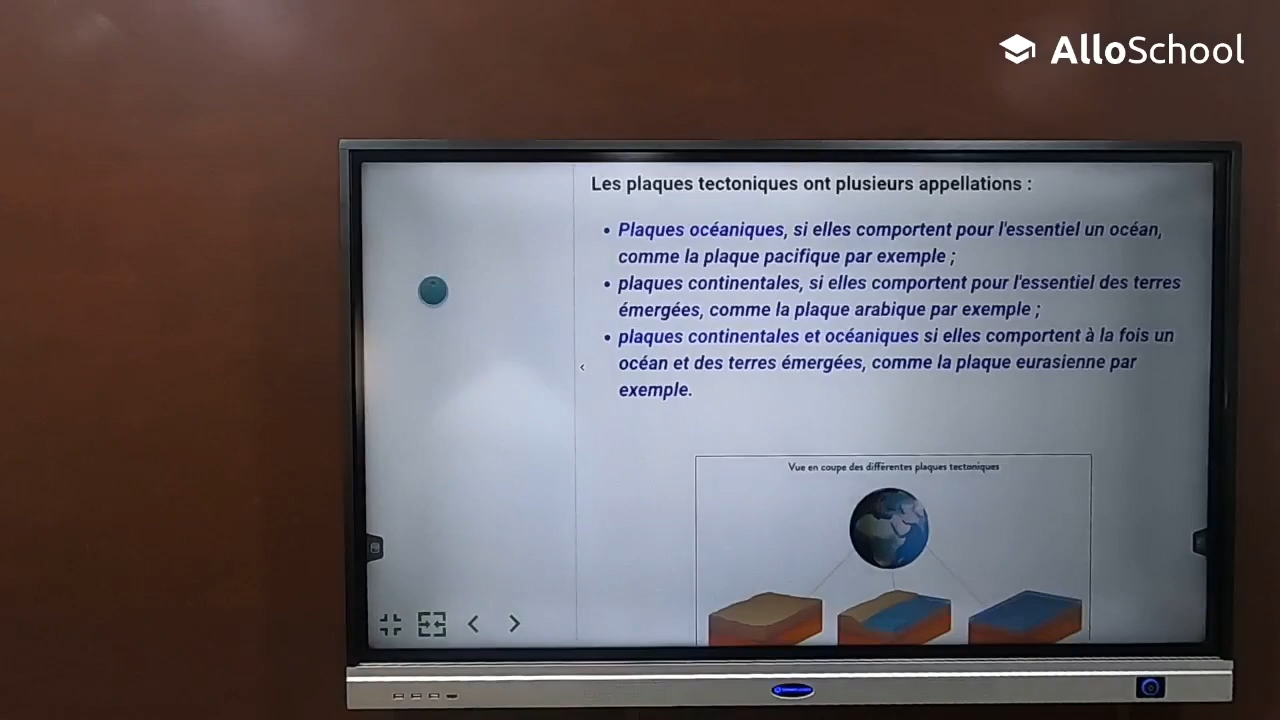 AlloSchool
Les plaques tectoniques ont plusieurs appellations :
• Plaques océaniques, si elles comportent pour l'essentiel un océan,
comme la plaque pacifique par exemple ;
• plaques continentales, si elles comportent pour l'essentiel des terres
émergées, comme la plaque arabique par exemple ;
• plaques continentales et océaniques si elles comportent à la fois un
océan et des terres émergées, comme la plaque eurasienne par
exemple.
Vue en coupe des différentes plaques tectoniques